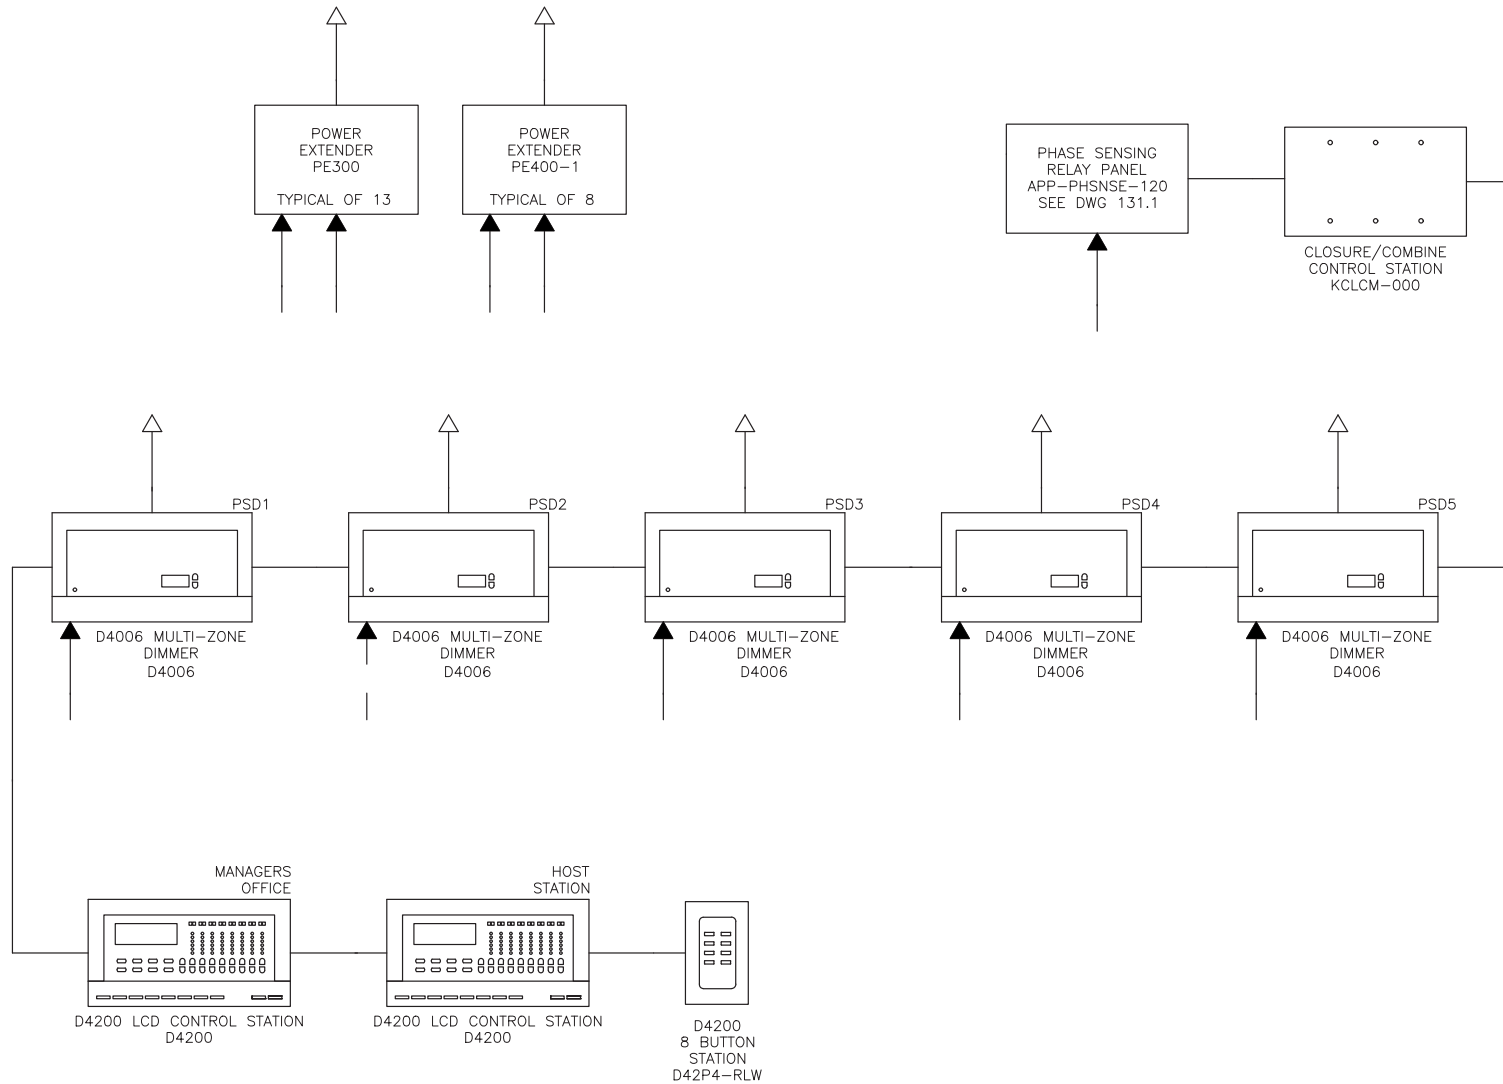 POWER
EXTENDER
PE300
TYPICAL OF 13
POWER
EXTENDER
PE400-1
TYPICAL OF 8
PHASE SENSING
RELAY PANEL
APP-PHSNSE-120
SEE DWG 131.1
CLOSURE/COMBINE
CONTROL STATION
KCLCM-000
PSD1
D4006 MULTI-ZONE
DIMMER
D4006
PSD2
D4006 MULTI-ZONE
DIMMER
D4006
PSD3
D4006 MULTI-ZONE
DIMMER
D4006
PSD4
D4006 MULTI-ZONE
DIMMER
D4006
PSD5
D4006 MULTI-ZONE
DIMMER
D4006
MANAGERS
OFFICE
D4200 LCD CONTROL STATION
D4200
HOST
STATION
D4200 LCD CONTROL STATION
D4200
D4200
8 BUTTON
STATION
D42P4-RLW